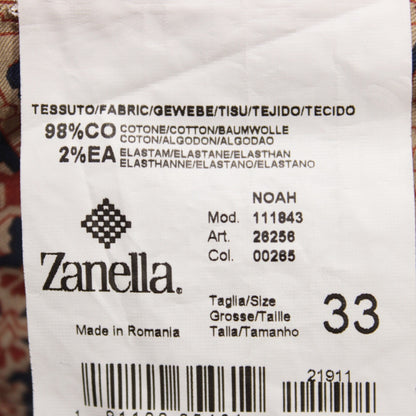 TESSUTO/FABRIC/GEWEBE/TISU/TEJIDO/TECIDO
98%CO COTONE/COTTON/BAUMWOLLE
COTON/ALGODON/ALGODAO
2%EA ELASTAM/ELASTANE/ELASTHAN
ELASTHANNE/ELASTANO/ELASTANO
NOAH
Mod. 111843
Art. 26256
Col. 00265
Zanella®
Taglia/Size
Grosse/Taille
Talla/Tamanho
33
Made in Romania
21911